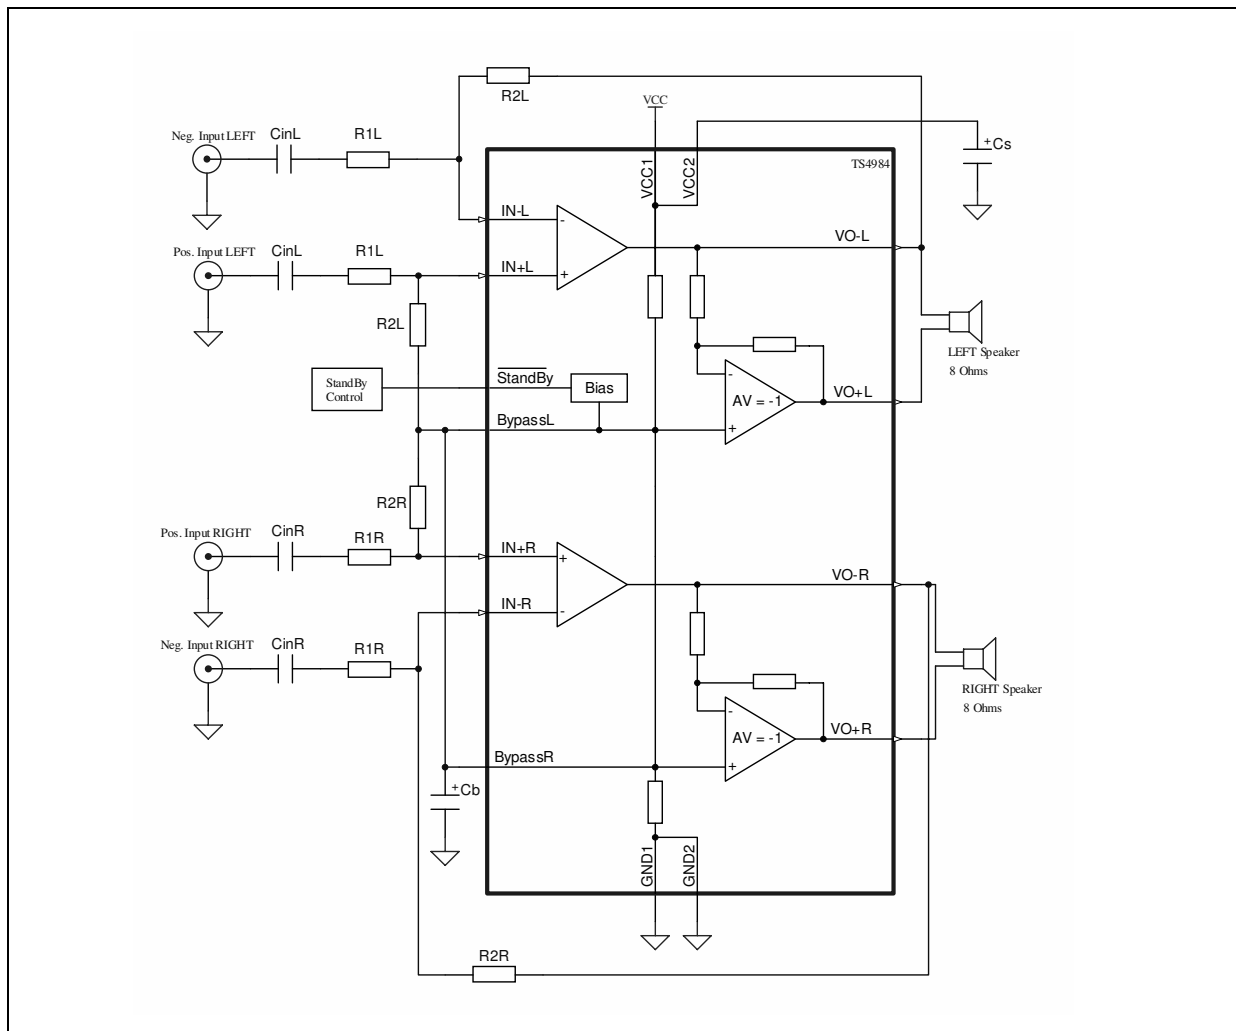 R2L
VCC
Neg. Input LEFT
CinL
R1L
Cs
+
TS4984
VCC1
VCC2
IN-L
-
VO-L
Pos. Input LEFT
CinL
R1L
IN+L
+
R2L
LEFT Speaker
8 Ohms
StandBy
Control
StandBy
Bias
-
AV = -1
VO+L
BypassL
+
R2R
Pos. Input RIGHT
CinR
R1R
IN+R
+
VO-R
IN-R
-
Neg. Input RIGHT
CinR
R1R
RIGHT Speaker
8 Ohms
-
AV = -1
VO+R
BypassR
+
+
Cb
GND1
GND2
R2R